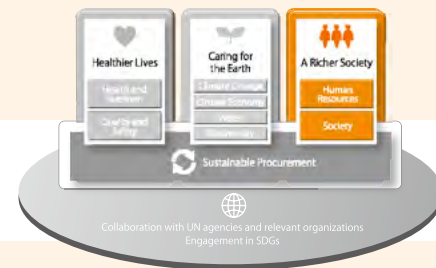 Healthier Lives
Health and
Nutrition
Quality and
Safety
Caring for
the Earth
Climate Change
Circular Economy
Water
Biodiversity
A Richer Society
Human
Resources
Society
Sustainable Procurement
Collaboration with UN agencies and relevant organizations
Engagement in SDGs